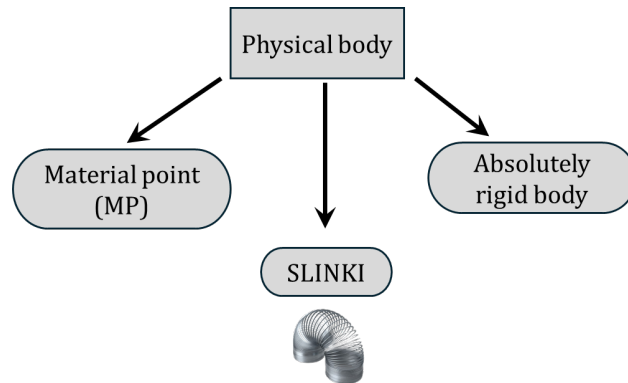 Physical body
Material point
(MP)
Absolutely
rigid body
SLINKI